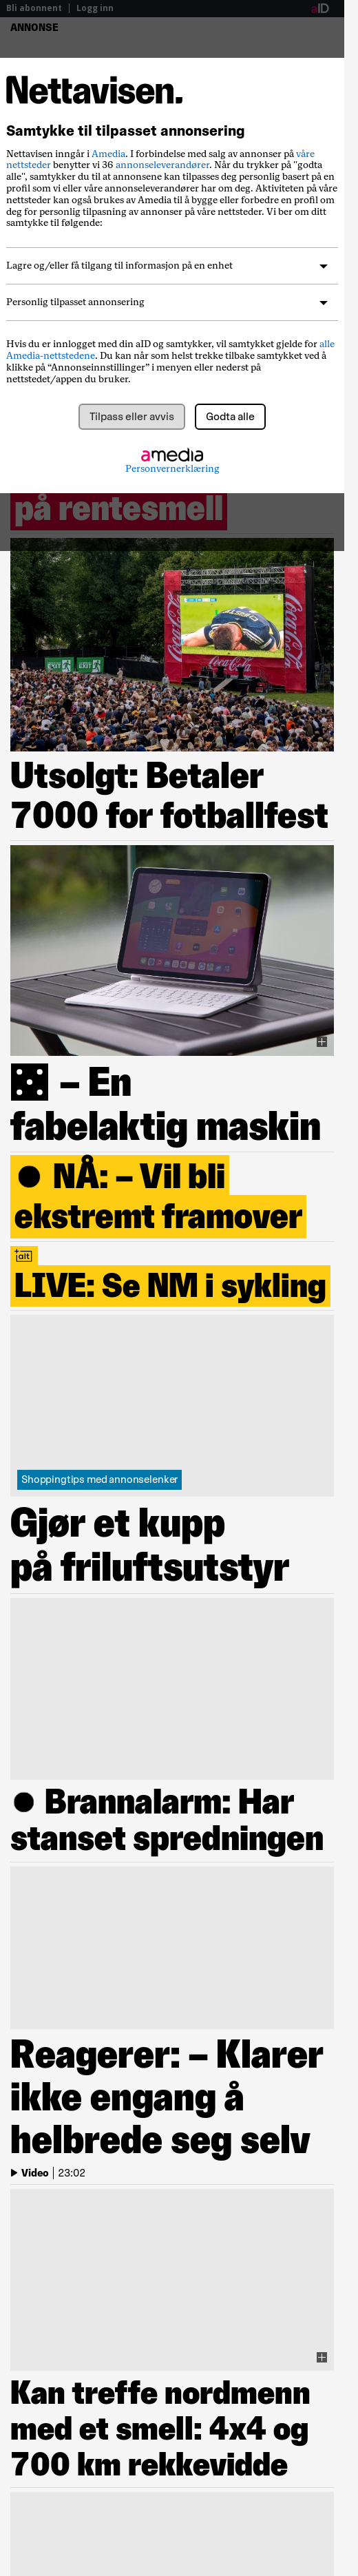 Bli abonnent | Logg inn
aID
ANNONSE
Nettavisen.
Samtykke til tilpasset annonsering
Nettavisen inngår i Amedia. I forbindelse med salg av annonser på våre
nettsteder benytter vi 36 annonseleverandører. Når du trykker på "godta
alle", samtykker du til at annonsene kan tilpasses deg personlig basert på en
profil som vi eller våre annonseleverandører har om deg. Aktiviteten på våre
nettsteder kan også brukes av Amedia til å bygge eller forbedre en profil om
deg for personlig tilpasning av annonser på våre nettsteder. Vi ber om ditt
samtykke til følgende:
Lagre og/eller få tilgang til informasjon på en enhet
Personlig tilpasset annonsering
Hvis du er innlogget med din aID og samtykker, vil samtykket gjelde for alle
Amedia-nettstedene. Du kan når som helst trekke tilbake samtykket ved å
klikke på “Annonseinnstillinger” i menyen eller nederst på
nettstedet/appen du bruker.
Tilpass eller avvis
Godta alle
amedia
Personvernerklæring
på rentesmell
EXIT EXIT
Coca-Cola
Utsolgt: Betaler
7000 for fotballfest
– En
fabelaktig maskin
● NÅ: – Vil bli
ekstremt framover
+alt
LIVE: Se NM i sykling
Shoppingtips med annonselenker
Gjør et kupp
på friluftsutstyr
● Brannalarm: Har
stanset spredningen
Reagerer: – Klarer
ikke engang å
helbrede seg selv
Video | 23:02
Kan treffe nordmenn
med et smell: 4x4 og
700 km rekkevidde